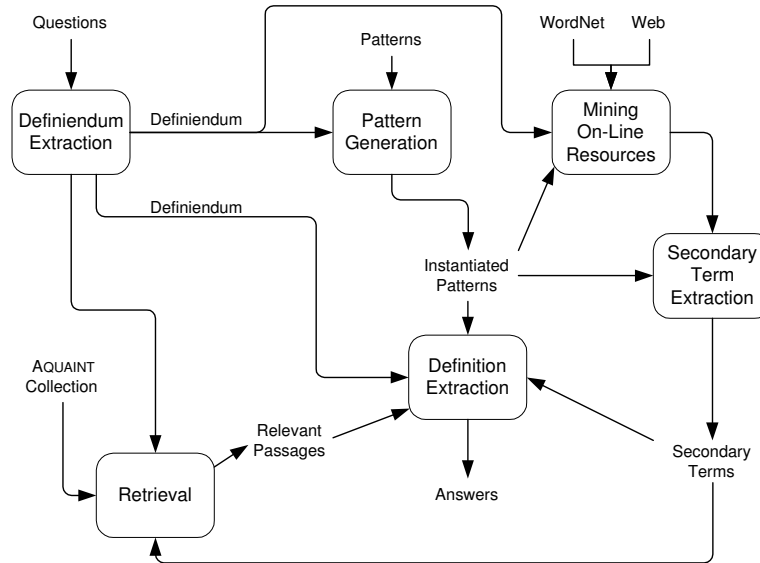 Questions
Patterns
WordNet
Web
Definiendum
Extraction
Definiendum
Pattern
Generation
Mining
On-Line
Resources
Definiendum
Instantiated
Patterns
Secondary
Term
Extraction
AQUAINT
Collection
Definition
Extraction
Relevant
Passages
Secondary
Terms
Retrieval
Answers